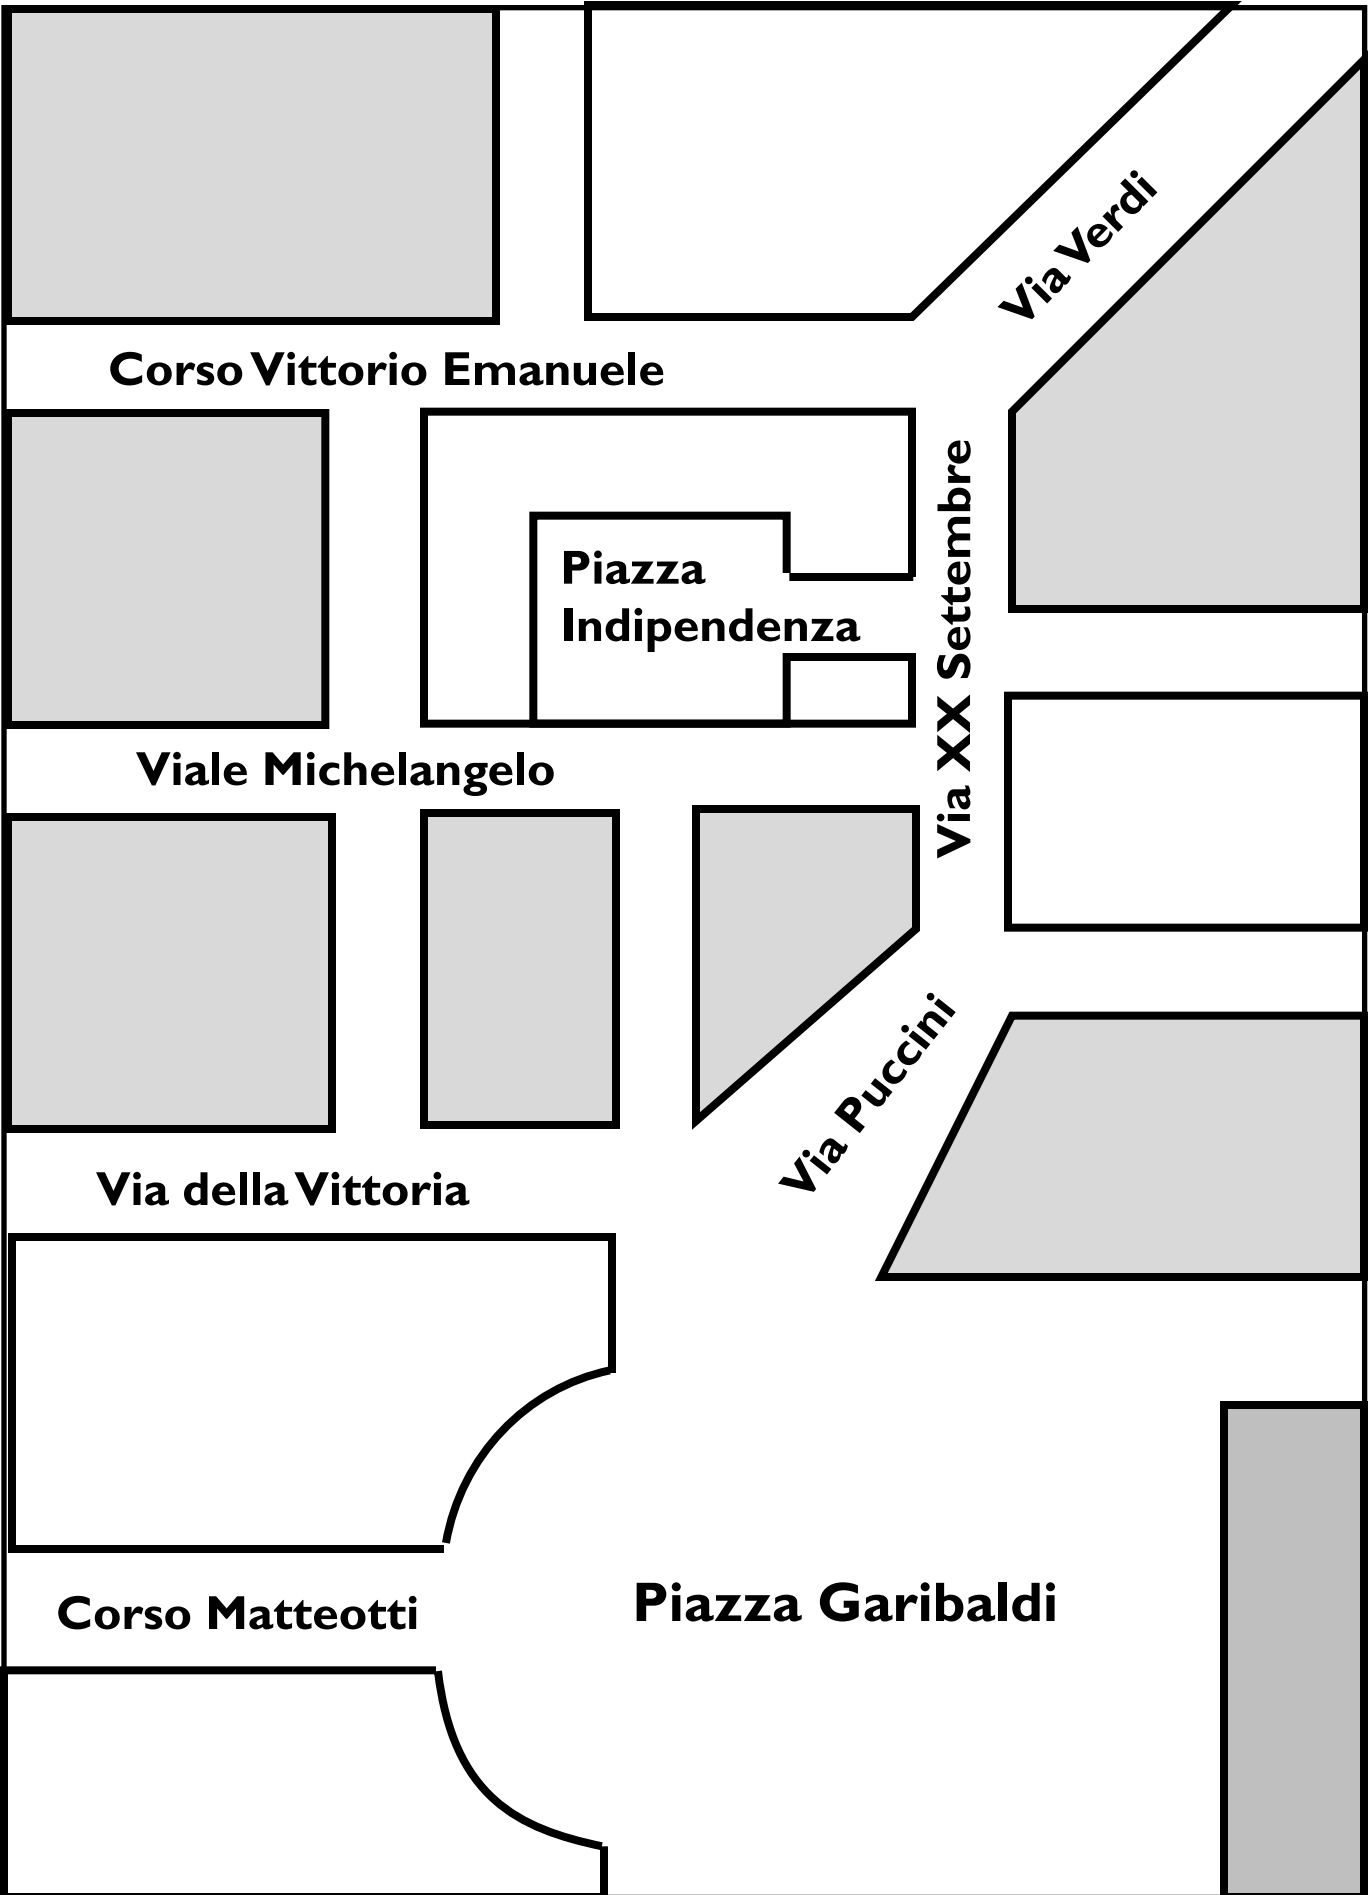 Via Verdi
Corso Vittorio Emanuele
Via XX Settembre
Piazza
Indipendenza
Viale Michelangelo
Via Puccini
Via della Vittoria
Piazza Garibaldi
Corso Matteotti